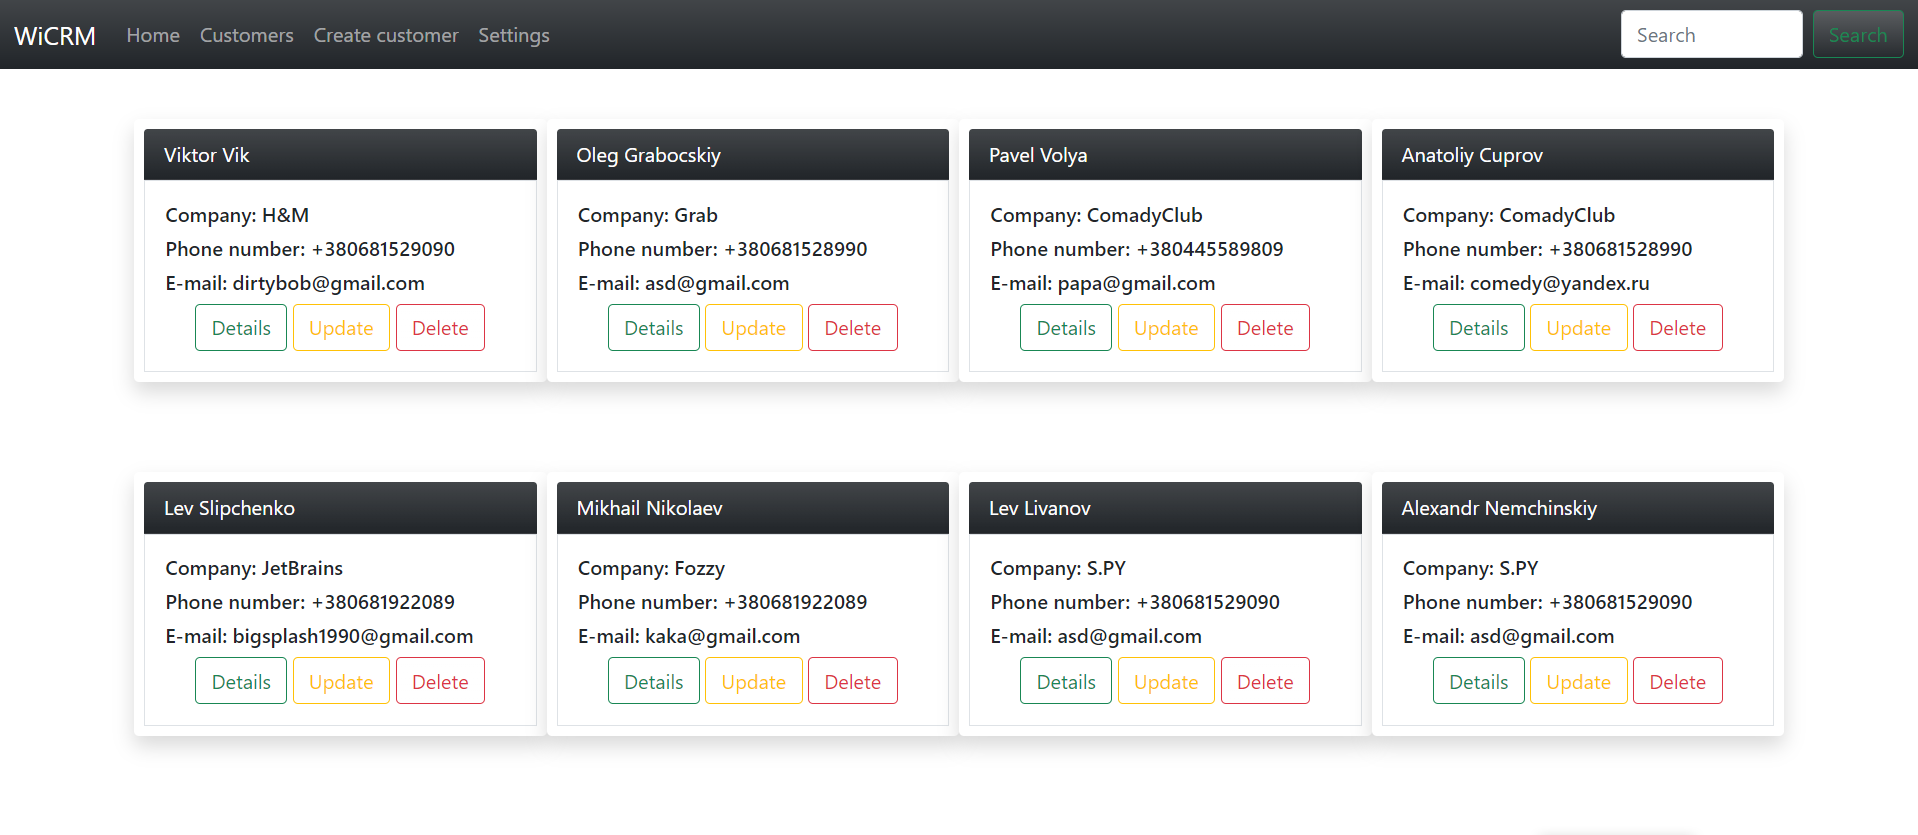 WiCRM Home Customers Create customer Settings Search Search
Viktor Vik
Company: H&M
Phone number: +380681529090
E-mail: dirtybob@gmail.com
Details Update Delete
Oleg Grabocskiy
Company: Grab
Phone number: +380681528990
E-mail: asd@gmail.com
Details Update Delete
Pavel Volya
Company: ComadyClub
Phone number: +380445589809
E-mail: papa@gmail.com
Details Update Delete
Anatoliy Cuprov
Company: ComadyClub
Phone number: +380681528990
E-mail: comedy@yandex.ru
Details Update Delete
Lev Slipchenko
Company: JetBrains
Phone number: +380681922089
E-mail: bigsplash1990@gmail.com
Details Update Delete
Mikhail Nikolaev
Company: Fozzy
Phone number: +380681922089
E-mail: kaka@gmail.com
Details Update Delete
Lev Livanov
Company: S.PY
Phone number: +380681529090
E-mail: asd@gmail.com
Details Update Delete
Alexandr Nemchinskiy
Company: S.PY
Phone number: +380681529090
E-mail: asd@gmail.com
Details Update Delete